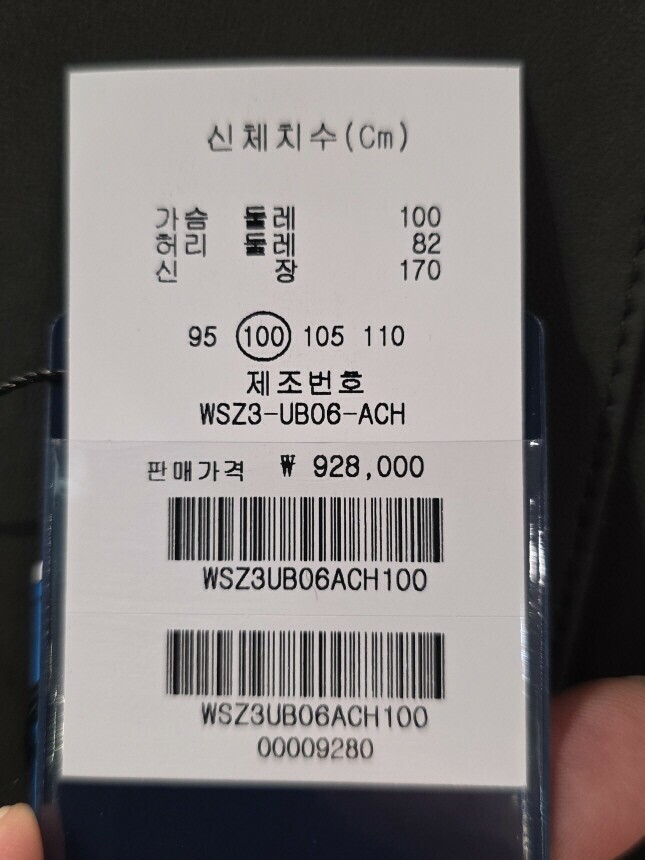 신체치수(Cm)
가슴 둘레 100
허리 둘레 82
신 장 170
95 100 105 110
제조번호
WSZ3-UB06-ACH
판매가격 ₩ 928,000
WSZ3UB06ACH100
WSZ3UB06ACH100
00009280